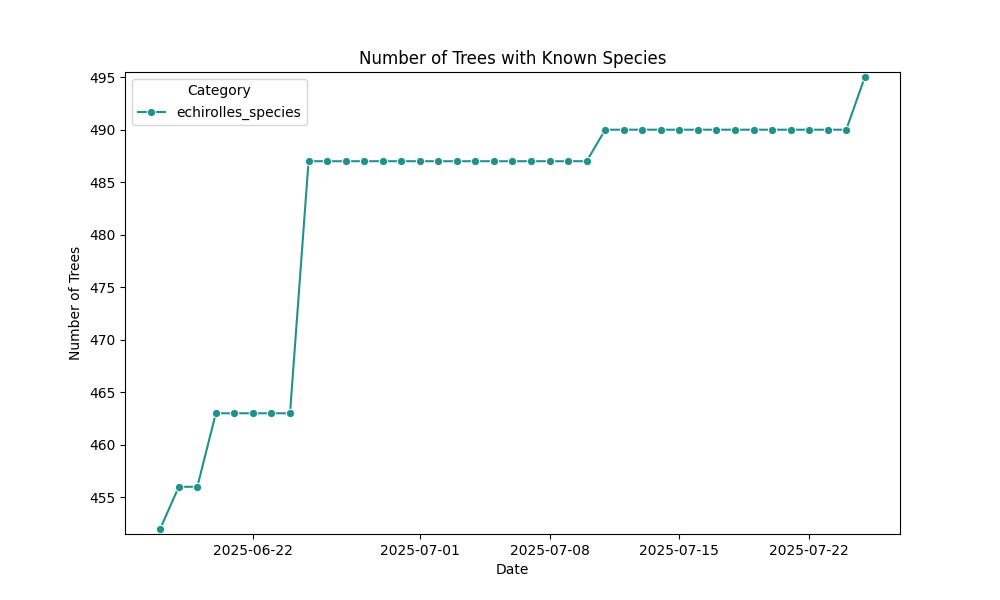 Number of Trees with Known Species
Category
echirolles_species
495
490
485
480
475
470
465
460
455
Number of Trees
2025-06-22
2025-07-01
2025-07-08
2025-07-15
2025-07-22
Date